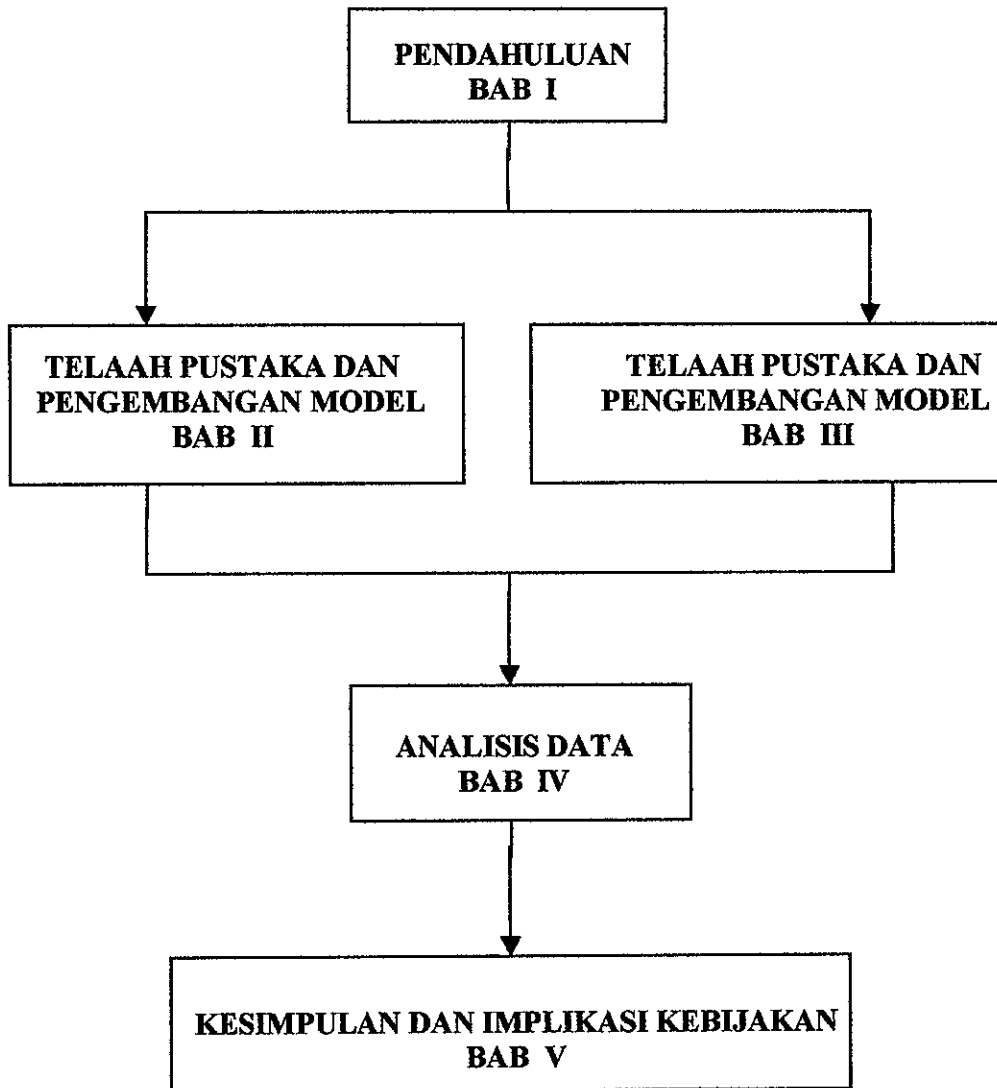 PENDAHULUAN
BAB I
TELAAH PUSTAKA DAN
PENGEMBANGAN MODEL
BAB II
TELAAH PUSTAKA DAN
PENGEMBANGAN MODEL
BAB III
ANALISIS DATA
BAB IV
KESIMPULAN DAN IMPLIKASI KEBIJAKAN
BAB V